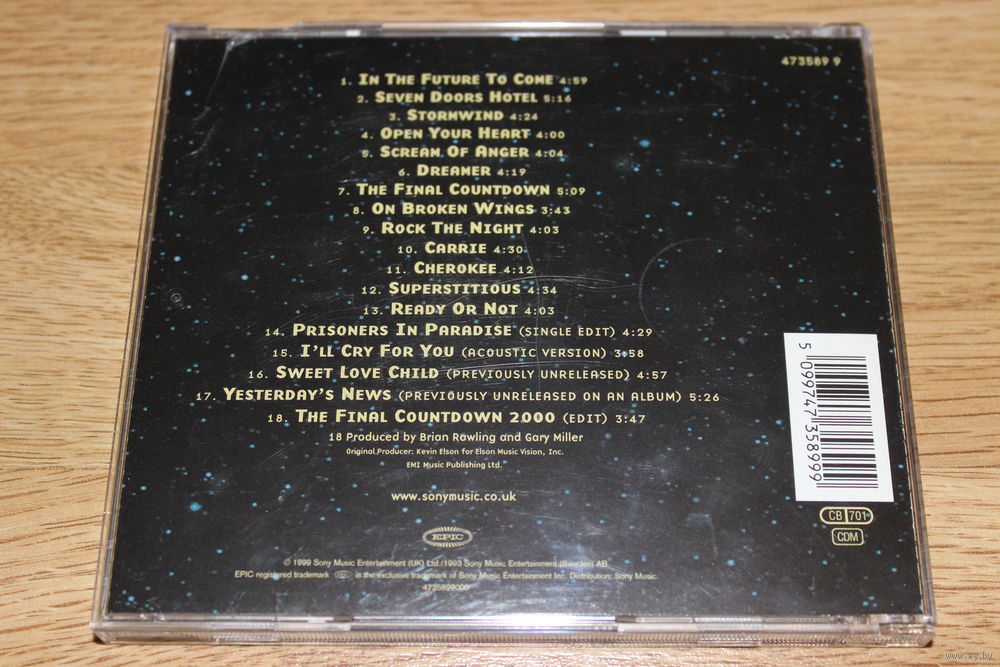 473589 9
1. In The Future To Come 4:59
2. Seven Doors Hotel 5:16
3. Stormwind 4:24
4. Open Your Heart 4:00
5. Scream Of Anger 4:04
6. Dreamer 4:19
7. The Final Countdown 5:09
8. On Broken Wings 3:43
9. Rock The Night 4:03
10. Carrie 4:30
11. Cherokee 4:12
12. Superstitious 4:34
13. Ready Or Not 4:03
14. Prisoners In Paradise (single edit) 4:29
15. I'll Cry For You (acoustic version) 3:58
16. Sweet Love Child (previously unreleased) 4:57
17. Yesterday's News (previously unreleased on an album) 5:26
18. The Final Countdown 2000 (edit) 3:47
18 Produced by Brian Rawling and Gary Miller
Original Producer: Kevin Elson for Elson Music Vision, Inc.
EMI Music Publishing Ltd.
www.sonymusic.co.uk
EPIC
℗ 1999 Sony Music Entertainment (UK) Ltd./1993 Sony Music Entertainment (Sweden) AB.
EPIC registered trademark EPIC is the exclusive trademark of Sony Music Entertainment Inc. Distribution: Sony Music.
4735899000
5 099747 358999
CB 701
CDM
www.ay.by